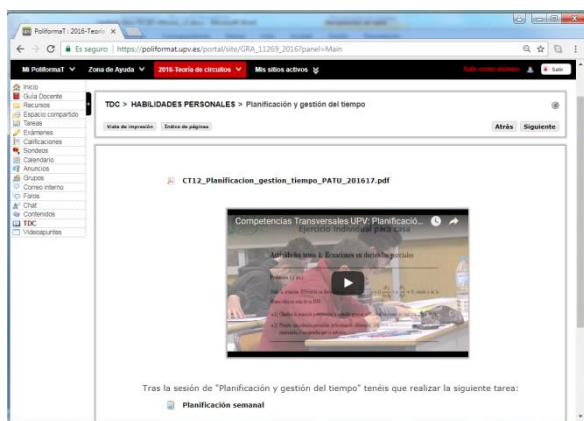 PoliformaT : 2016-Teoría
Es seguro | https://poliformat.upv.es/portal/site/GRA_11269_2016?panel=Main
Mi PoliformaT
Zona de Ayuda
2016-Teoría de circuitos
Mis sitios activos
Salir
Inicio
Guía Docente
Recursos
Espacio compartido
Tareas
Exámenes
Calificaciones
Sondeos
Calendario
Anuncios
Grupos
Correo interno
Foros
Chat
Contenidos
TDC
Videoapuntes
TDC > HABILIDADES PERSONALES > Planificación y gestión del tiempo
Vista de impresión
Índice de páginas
Atrás
Siguiente
CT12_Planificacion_gestion_tiempo_PATU_201617.pdf
Competencias Transversales UPV: Planificació...
Ejercicio individual para casa
Tras la sesión de "Planificación y gestión del tiempo" tenéis que realizar la siguiente tarea:
Planificación semanal